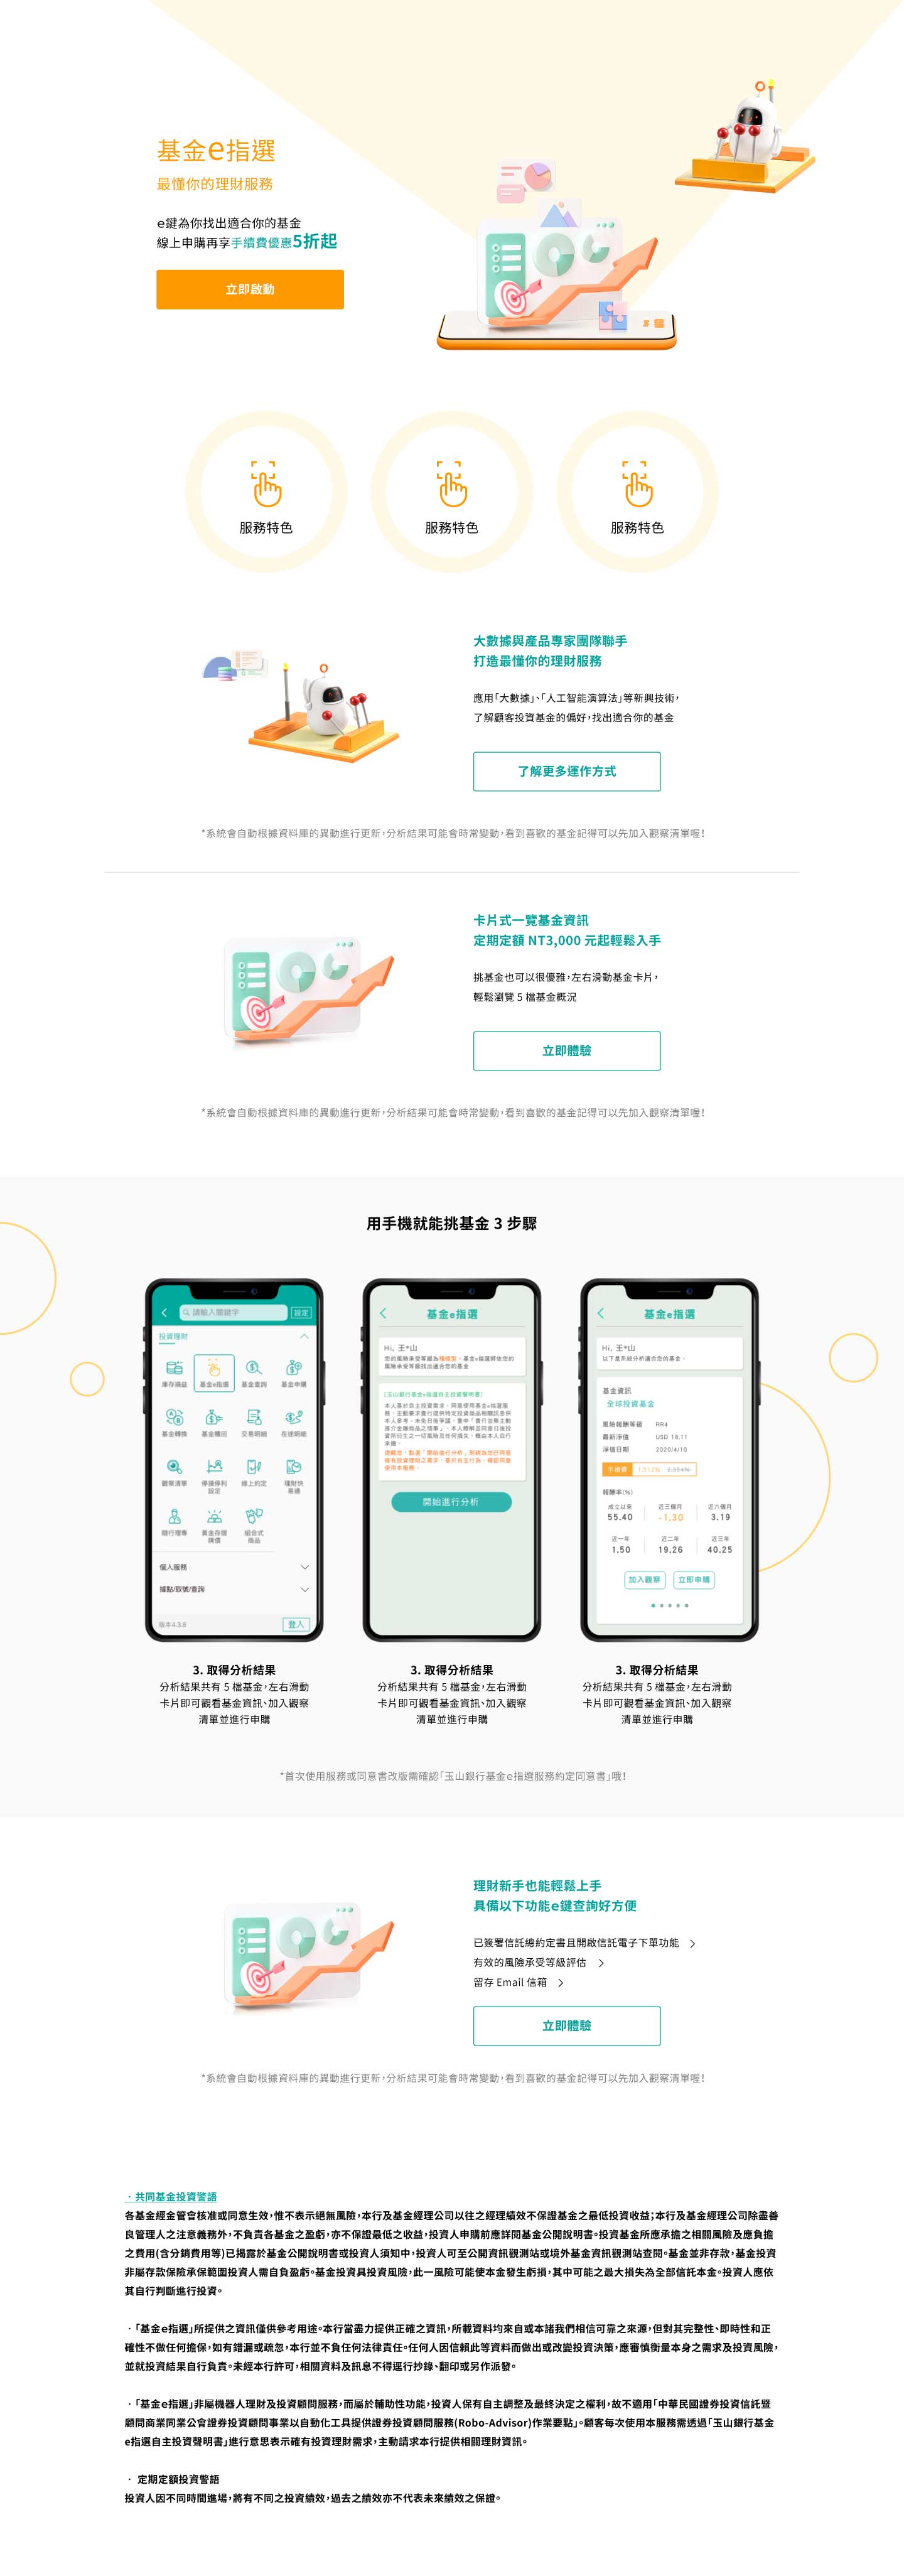 基金e指選
最懂你的理財服務
e鍵為你找出適合你的基金
線上申購再享手續費優惠5折起
立即啟動
服務特色
服務特色
服務特色
大數據與產品專家團隊聯手
打造最懂你的理財服務
應用「大數據」、「人工智能演算法」等新興技術，
了解顧客投資基金的偏好，找出適合你的基金
了解更多運作方式
*系統會自動根據資料庫的異動進行更新，分析結果可能會時常變動，看到喜歡的基金記得可以先加入觀察清單喔！
卡片式一覽基金資訊
定期定額 NT3,000 元起輕鬆入手
挑基金也可以很優雅，左右滑動基金卡片，
輕鬆瀏覽 5 檔基金概況
立即體驗
*系統會自動根據資料庫的異動進行更新，分析結果可能會時常變動，看到喜歡的基金記得可以先加入觀察清單喔！
用手機就能挑基金 3 步驟
請輸入關鍵字
設定
投資理財
庫存損益 基金e指選 基金查詢 基金申購
基金轉換 基金贖回 交易明細 在途明細
觀察清單 停損停利設定 線上約定 理財快易通
隨行理專 黃金存摺牌價 組合式商品
個人服務
據點/取號/查詢
版本4.3.6
登入
基金e指選
Hi, 王*山
您的風險承受等級為積極型，基金e指選將依您的
風險承受等級找出適合您的基金
[玉山銀行基金e指選自主投資聲明書]
開始進行分析
基金e指選
Hi, 王*山
以下是系統分析適合您的基金。
基金資訊
全球投資基金
風險報酬等級 RR4
最新淨值 USD 18.11
淨值日期 2020/4/10
手續費 1.512% 2.354%
報酬率(%)
成立以來 近三個月 近六個月
55.40 -1.30 3.19
近一年 近二年 近三年
1.50 19.26 40.25
加入觀察 立即申購
3. 取得分析結果
分析結果共有 5 檔基金，左右滑動
卡片即可觀看基金資訊、加入觀察
清單並進行申購
3. 取得分析結果
分析結果共有 5 檔基金，左右滑動
卡片即可觀看基金資訊、加入觀察
清單並進行申購
3. 取得分析結果
分析結果共有 5 檔基金，左右滑動
卡片即可觀看基金資訊、加入觀察
清單並進行申購
*首次使用服務或同意書改版需確認「玉山銀行基金e指選服務約定同意書」哦！
理財新手也能輕鬆上手
具備以下功能e鍵查詢好方便
已簽署信託總約定書且開啟信託電子下單功能
有效的風險承受等級評估
留存 Email 信箱
立即體驗
*系統會自動根據資料庫的異動進行更新，分析結果可能會時常變動，看到喜歡的基金記得可以先加入觀察清單喔！
．共同基金投資警語
各基金經金管會核准或同意生效，惟不表示絕無風險，本行及基金經理公司以往之經理績效不保證基金之最低投資收益；本行及基金經理公司除盡善
良管理人之注意義務外，不負責各基金之盈虧，亦不保證最低之收益，投資人申購前應詳閱基金公開說明書。投資基金所應承擔之相關風險及應負擔
之費用(含分銷費用等)已揭露於基金公開說明書或投資人須知中，投資人可至公開資訊觀測站或境外基金資訊觀測站查閱。基金並非存款，基金投資
非屬存款保險承保範圍投資人需自負盈虧。基金投資具投資風險，此一風險可能使本金發生虧損，其中可能之最大損失為全部信託本金。投資人應依
其自行判斷進行投資。
．「基金e指選」所提供之資訊僅供參考用途。本行當盡力提供正確之資訊，所載資料均來自或本諸我們相信可靠之來源，但對其完整性、即時性和正
確性不做任何擔保，如有錯漏或疏忽，本行並不負任何法律責任。任何人因信賴此等資料而做出或改變投資決策，應審慎衡量本身之需求及投資風險，
並就投資結果自行負責。未經本行許可，相關資料及訊息不得逕行抄錄、翻印或另作派發。
．「基金e指選」非屬機器人理財及投資顧問服務，而屬於輔助性功能，投資人保有自主調整及最終決定之權利，故不適用「中華民國證券投資信託暨
顧問商業同業公會證券投資顧問事業以自動化工具提供證券投資顧問服務(Robo-Advisor)作業要點」。顧客每次使用本服務需透過「玉山銀行基金
e指選自主投資聲明書」進行意思表示確有投資理財需求，主動請求本行提供相關理財資訊。
． 定期定額投資警語
投資人因不同時間進場，將有不同之投資績效，過去之績效亦不代表未來績效之保證。